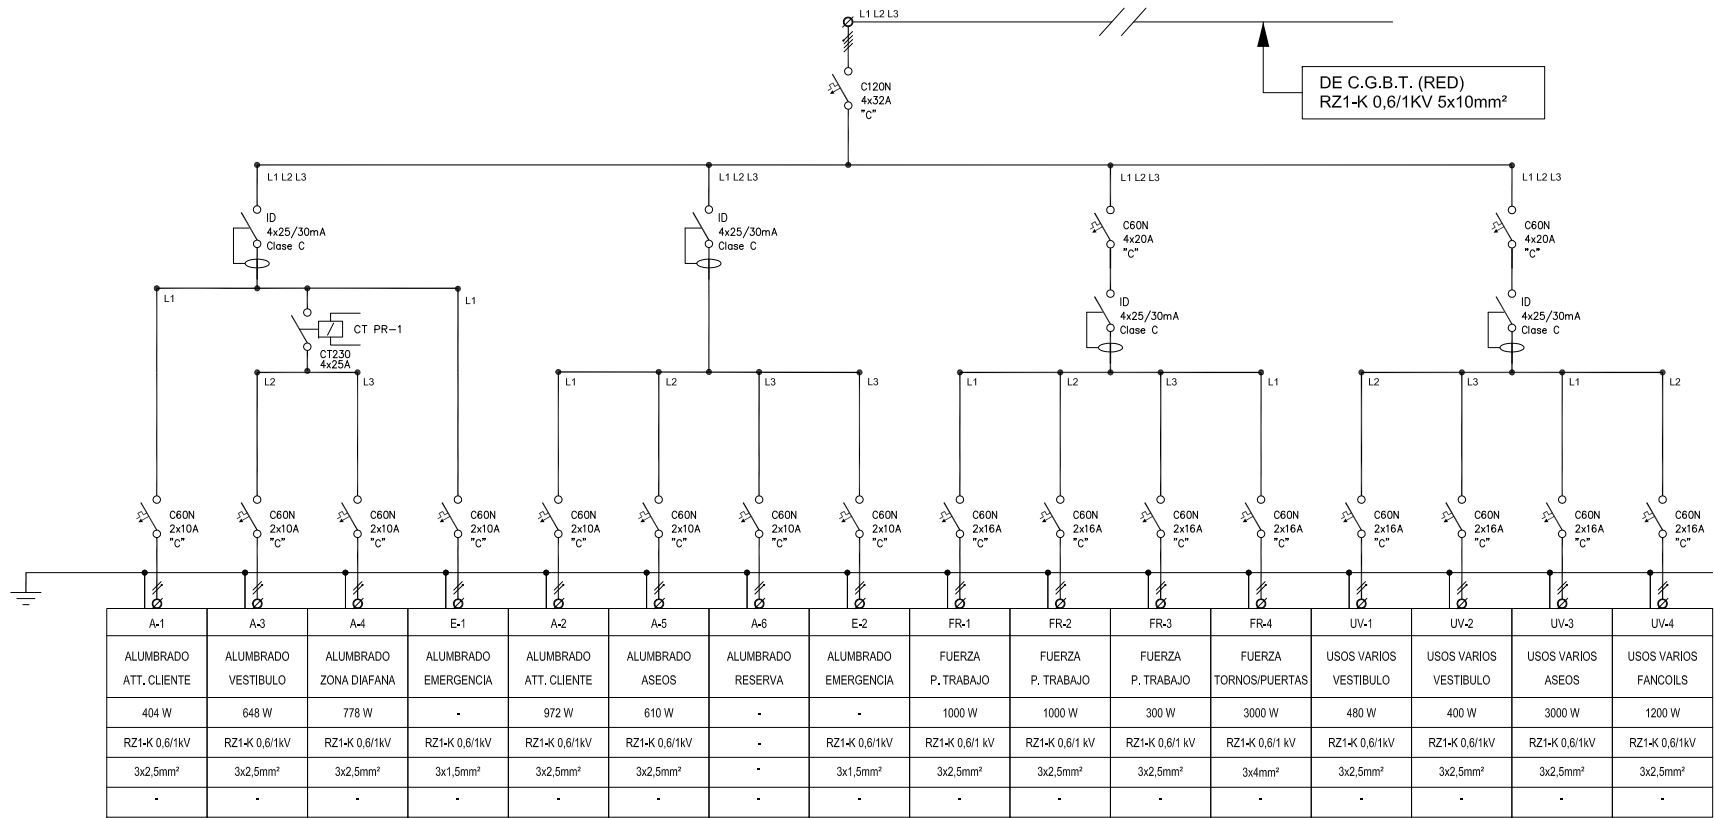 L1 L2 L3
DE C.G.B.T. (RED)
RZ1-K 0,6/1KV 5x10mm²
C120N
4x32A
"C"
L1 L2 L3
L1 L2 L3
L1 L2 L3
L1 L2 L3
ID
4x25/30mA
Clase C
ID
4x25/30mA
Clase C
C60N
4x20A
"C"
C60N
4x20A
"C"
L1
L1
CT PR-1
CT230
4x25A
ID
4x25/30mA
Clase C
ID
4x25/30mA
Clase C
L2 L3 L1 L2 L3 L3 L1 L2 L3 L1 L2 L3 L1 L2
C60N C60N C60N C60N C60N C60N C60N C60N C60N C60N C60N C60N C60N C60N C60N C60N
2x10A 2x10A 2x10A 2x10A 2x10A 2x10A 2x10A 2x10A 2x16A 2x16A 2x16A 2x16A 2x16A 2x16A 2x16A 2x16A
"C" "C" "C" "C" "C" "C" "C" "C" "C" "C" "C" "C" "C" "C" "C" "C"
A-1 A-3 A-4 E-1 A-2 A-5 A-6 E-2 FR-1 FR-2 FR-3 FR-4 UV-1 UV-2 UV-3 UV-4
ALUMBRADO ALUMBRADO ALUMBRADO ALUMBRADO ALUMBRADO ALUMBRADO ALUMBRADO ALUMBRADO FUERZA FUERZA FUERZA FUERZA USOS VARIOS USOS VARIOS USOS VARIOS USOS VARIOS
ATT. CLIENTE VESTIBULO ZONA DIAFANA EMERGENCIA ATT. CLIENTE ASEOS RESERVA EMERGENCIA P. TRABAJO P. TRABAJO P. TRABAJO TORNOS/PUERTAS VESTIBULO VESTIBULO ASEOS FANCOILS
404 W 648 W 778 W - 972 W 610 W - - 1000 W 1000 W 300 W 3000 W 480 W 400 W 3000 W 1200 W
RZ1-K 0,6/1kV RZ1-K 0,6/1kV RZ1-K 0,6/1kV RZ1-K 0,6/1kV RZ1-K 0,6/1kV RZ1-K 0,6/1kV - RZ1-K 0,6/1kV RZ1-K 0,6/1 kV RZ1-K 0,6/1 kV RZ1-K 0,6/1 kV RZ1-K 0,6/1 kV RZ1-K 0,6/1kV RZ1-K 0,6/1kV RZ1-K 0,6/1kV RZ1-K 0,6/1kV
3x2,5mm² 3x2,5mm² 3x2,5mm² 3x1,5mm² 3x2,5mm² 3x2,5mm² - 3x1,5mm² 3x2,5mm² 3x2,5mm² 3x2,5mm² 3x4mm² 3x2,5mm² 3x2,5mm² 3x2,5mm² 3x2,5mm²
- - - - - - - - - - - - - - - -